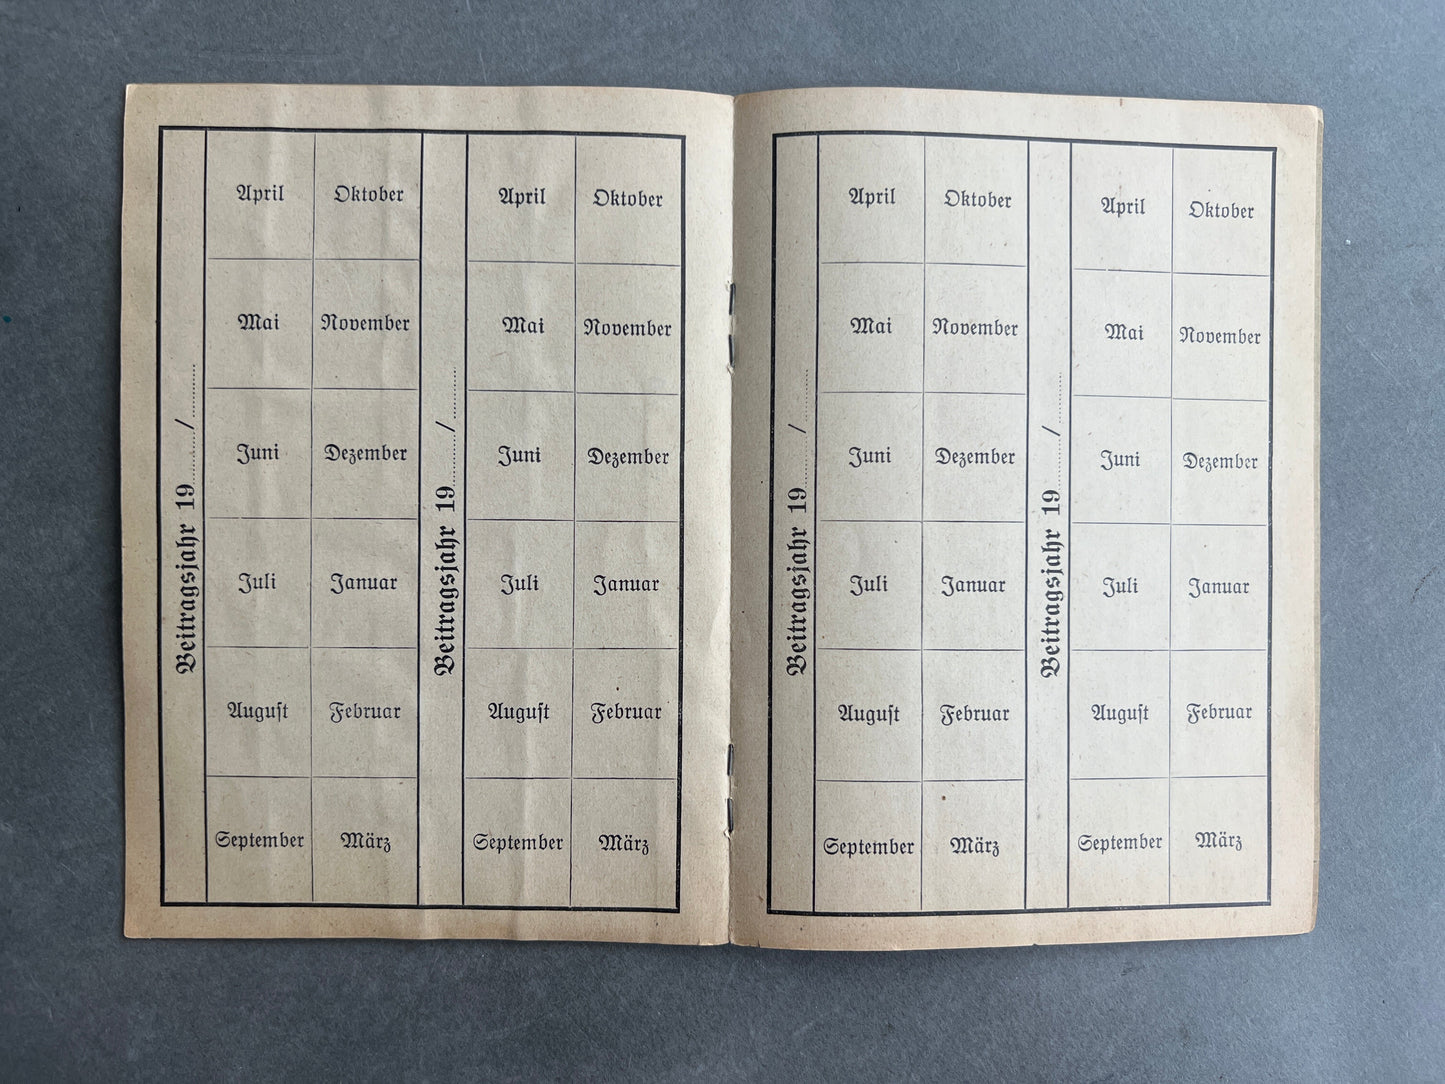 Beitragsjahr 19....../..........
April Oktober
Mai November
Juni Dezember
Juli Januar
August Februar
September März
Beitragsjahr 19........../..........
April Oktober
Mai November
Juni Dezember
Juli Januar
August Februar
September März
Beitragsjahr 19........../..........
April Oktober
Mai November
Juni Dezember
Juli Januar
August Februar
September März
Beitragsjahr 19........../..........
April Oktober
Mai November
Juni Dezember
Juli Januar
August Februar
September März